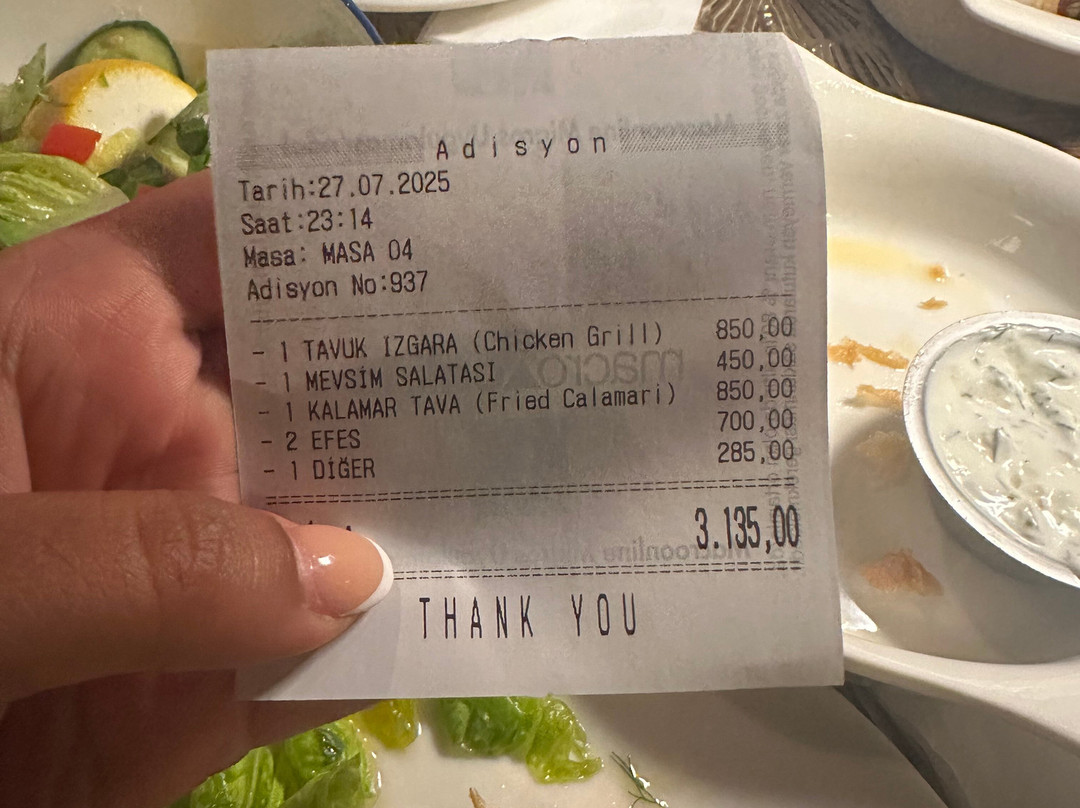 Adisyon
Tarih:27.07.2025
Saat:23:14
Masa: MASA 04
Adisyon No:937
- 1 TAVUK IZGARA (Chicken Grill) 850,00
- 1 MEVSİM SALATASI 450,00
- 1 KALAMAR TAVA (Fried Calamari) 850,00
- 2 EFES 700,00
- 1 DİĞER 285,00
3.135,00
THANK YOU